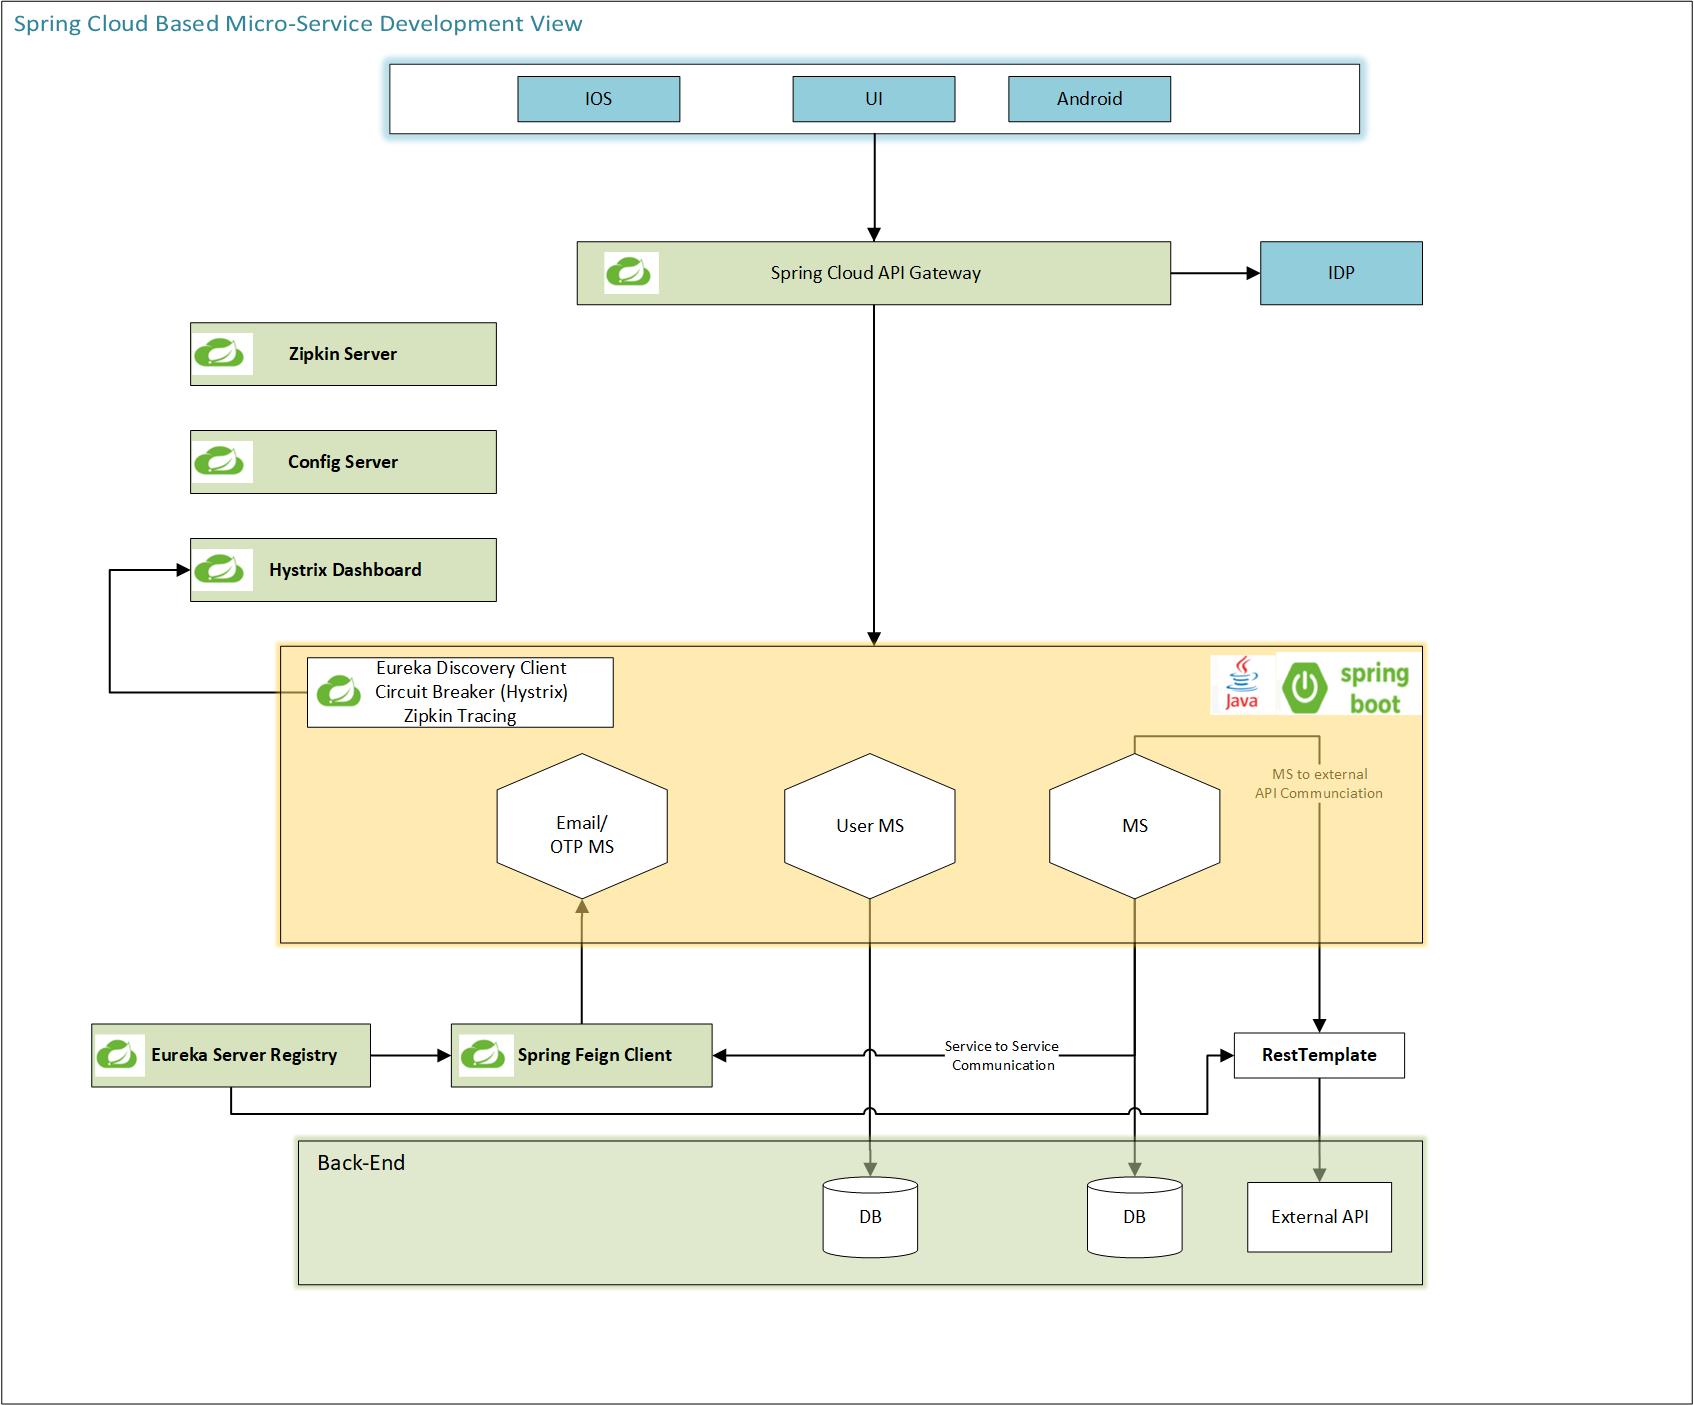 Spring Cloud Based Micro-Service Development View
IOS
UI
Android
Spring Cloud API Gateway
IDP
Zipkin Server
Config Server
Hystrix Dashboard
Eureka Discovery Client
Circuit Breaker (Hystrix)
Zipkin Tracing
Java
spring
boot
MS to external
API Communciation
Email/
OTP MS
User MS
MS
Eureka Server Registry
Spring Feign Client
Service to Service
Communication
RestTemplate
Back-End
DB
DB
External API